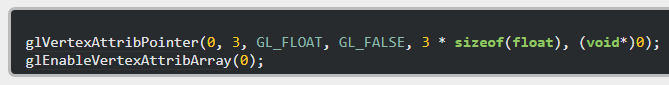 glVertexAttribPointer(0, 3, GL_FLOAT, GL_FALSE, 3 * sizeof(float), (void*)0);
glEnableVertexAttribArray(0);